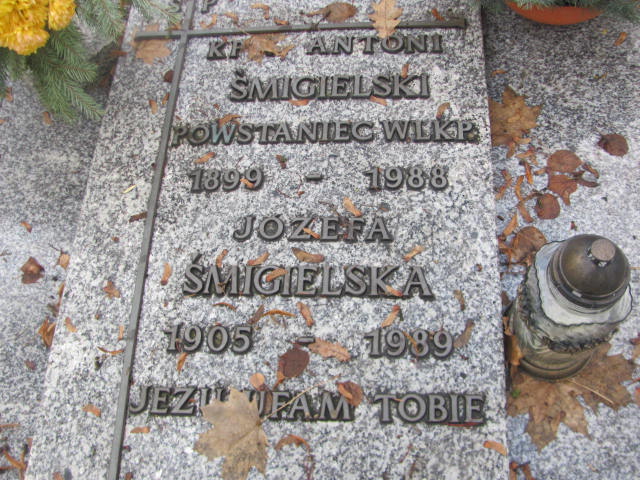 P
ANTONI
ŚMIGIELSKI
POWSTANIEC WLKP.
1899 - 1988
JÓZEFA
ŚMIGIELSKA
1905 - 1989
JEZU UFAM TOBIE